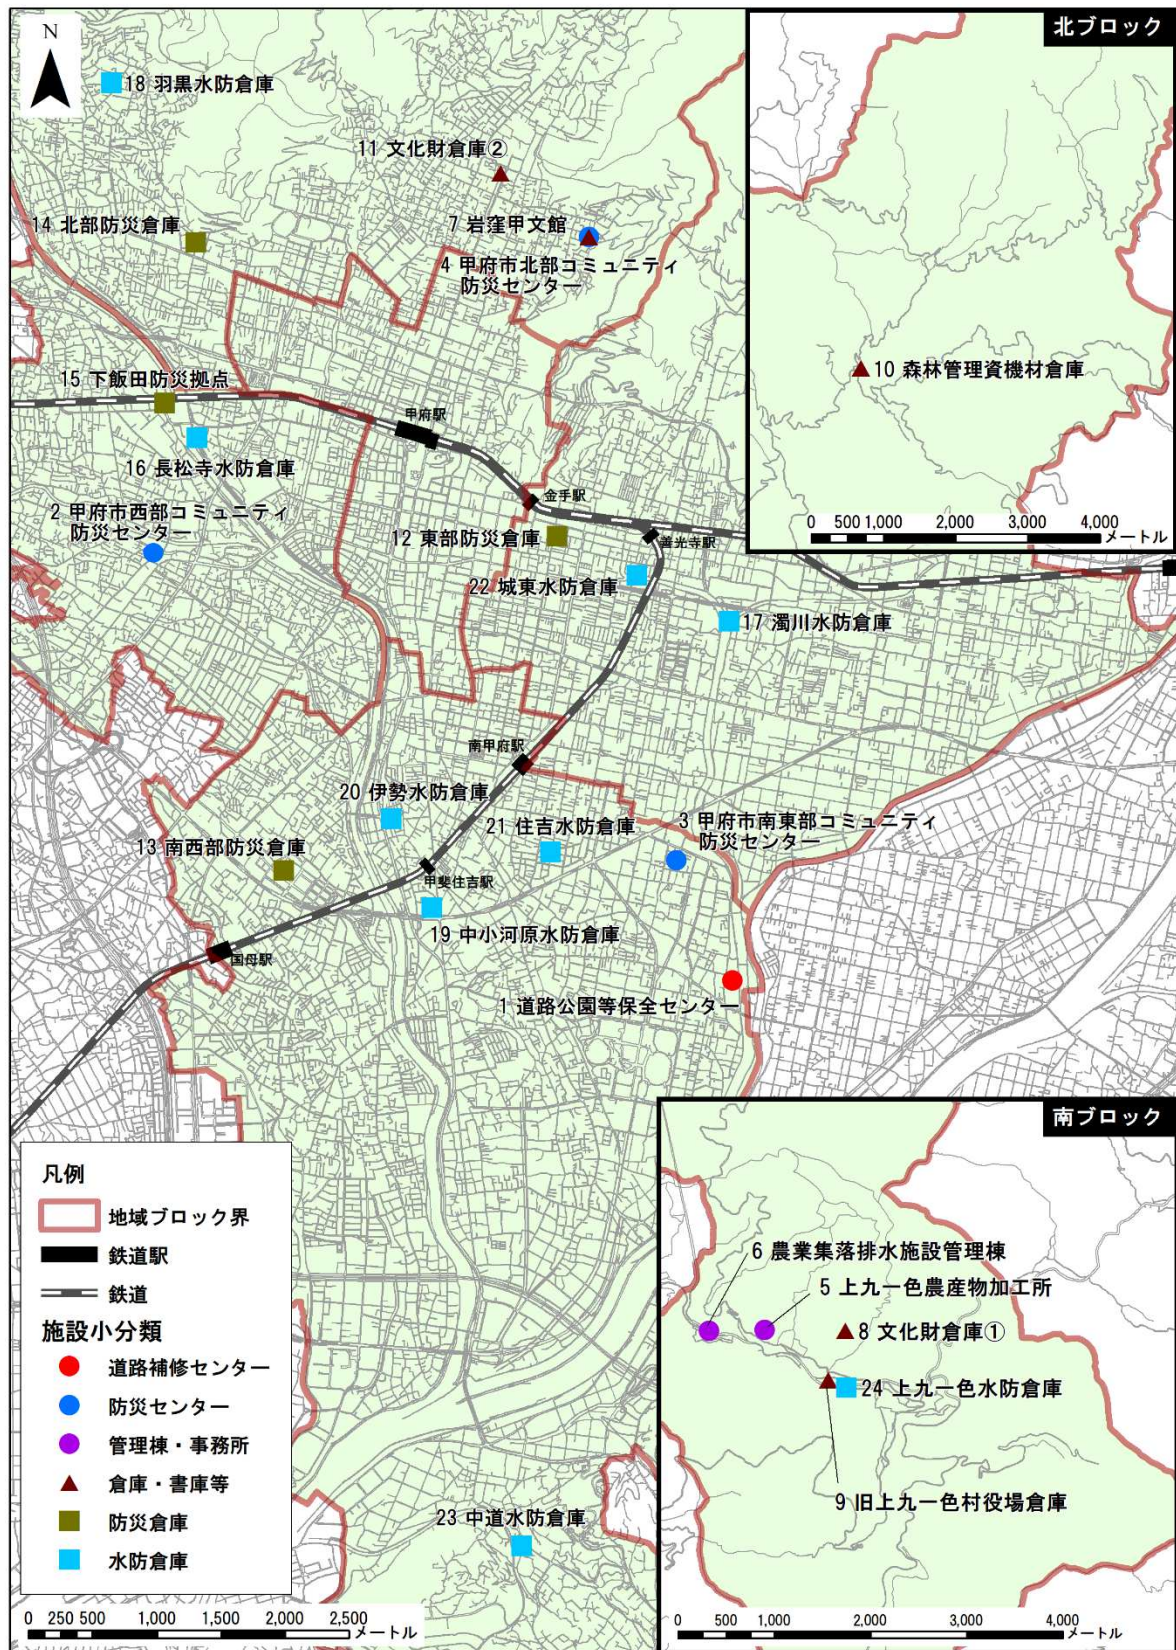 N
北ブロック
18 羽黒水防倉庫
11 文化財倉庫②
14 北部防災倉庫
7 岩窪甲文館
4 甲府市北部コミュニティ
防災センター
10 森林管理資機材倉庫
15 下飯田防災拠点
甲府駅
16 長松寺水防倉庫
金手駅
2 甲府市西部コミュニティ
防災センター
12 東部防災倉庫
善光寺駅
0 500 1,000 2,000 3,000 4,000
メートル
22 城東水防倉庫
17 濁川水防倉庫
南甲府駅
20 伊勢水防倉庫
21 住吉水防倉庫
3 甲府市南東部コミュニティ
防災センター
13 南西部防災倉庫
甲斐住吉駅
19 中小河原水防倉庫
国母駅
1 道路公園等保全センター
南ブロック
6 農業集落排水施設管理棟
5 上九一色農産物加工所
8 文化財倉庫①
24 上九一色水防倉庫
9 旧上九一色村役場倉庫
0 500 1,000 2,000 3,000 4,000
メートル
23 中道水防倉庫
凡例
地域ブロック界
鉄道駅
鉄道
施設小分類
道路補修センター
防災センター
管理棟・事務所
倉庫・書庫等
防災倉庫
水防倉庫
0 250 500 1,000 1,500 2,000 2,500
メートル